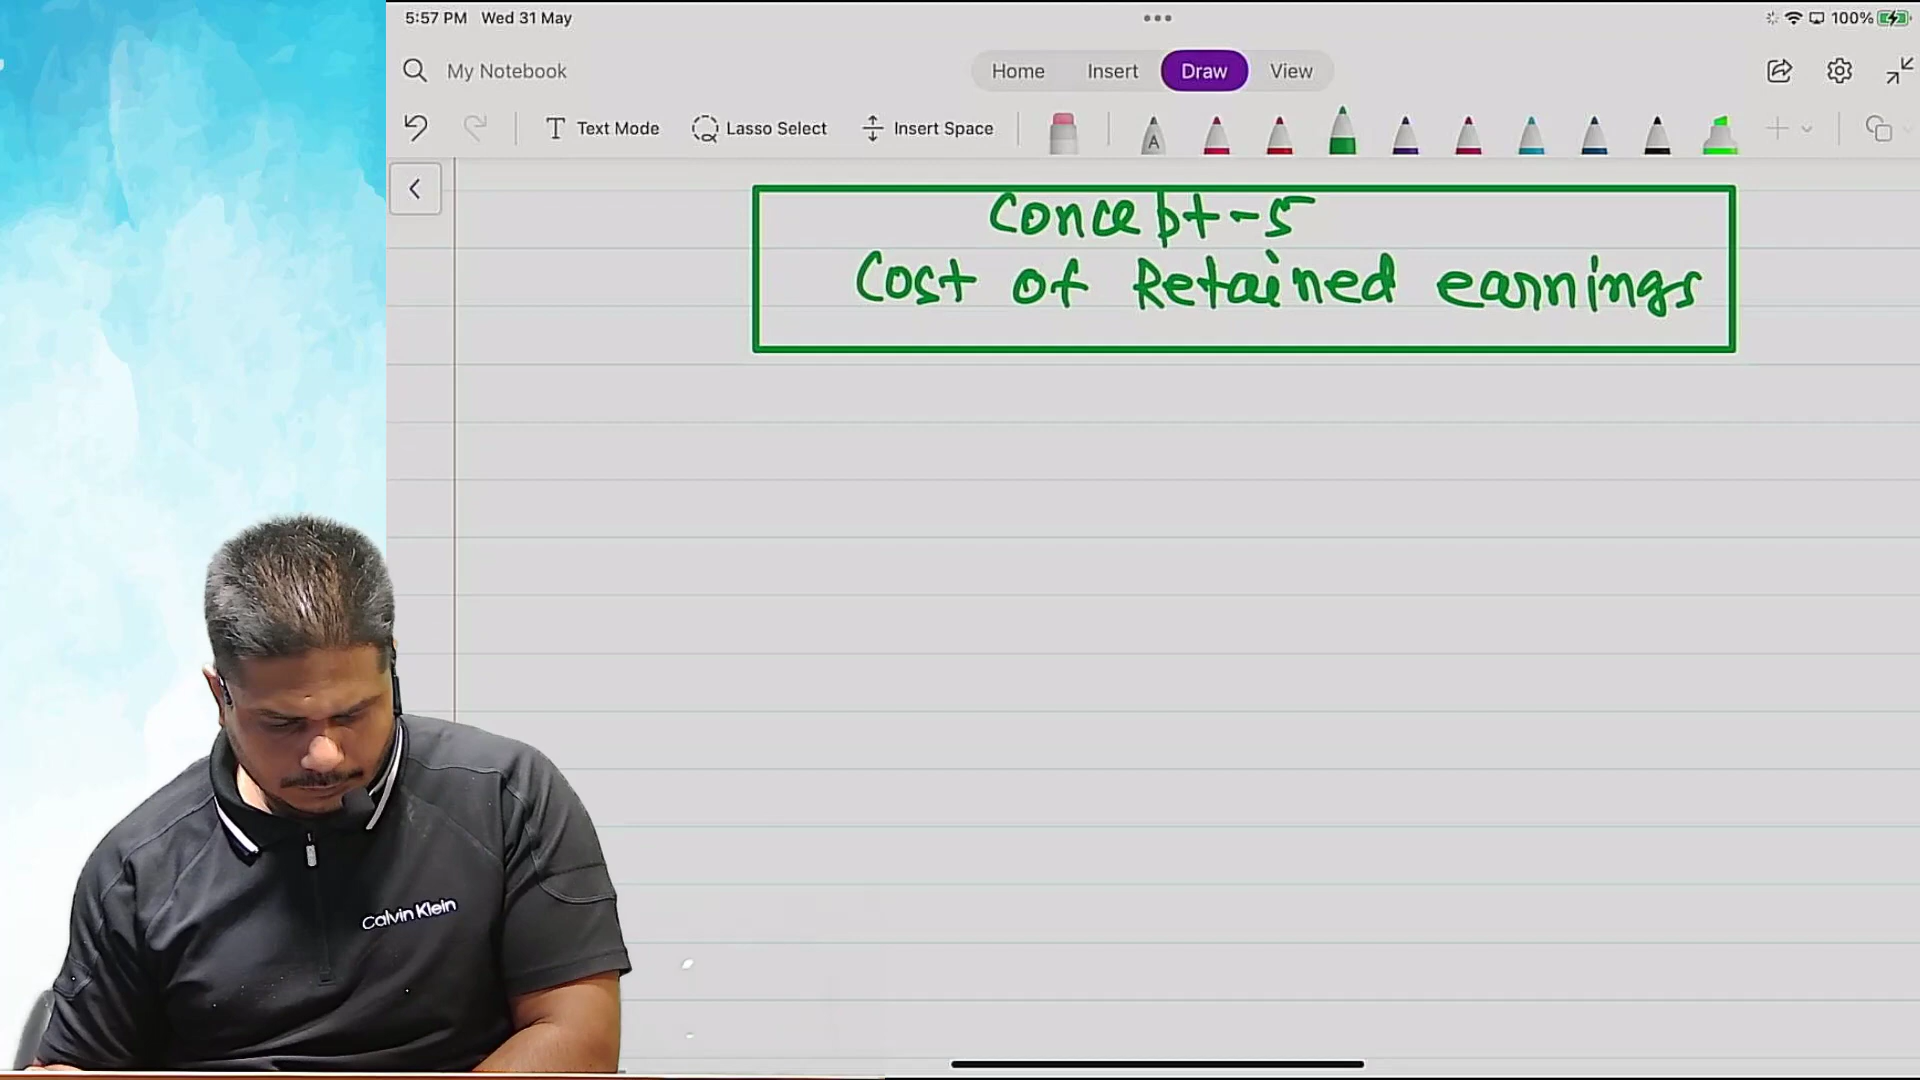 5:57 PM Wed 31 May
100%
My Notebook
Home Insert Draw View
Text Mode Lasso Select Insert Space
A
Concept-5
Cost of Retained earnings
Calvin Klein